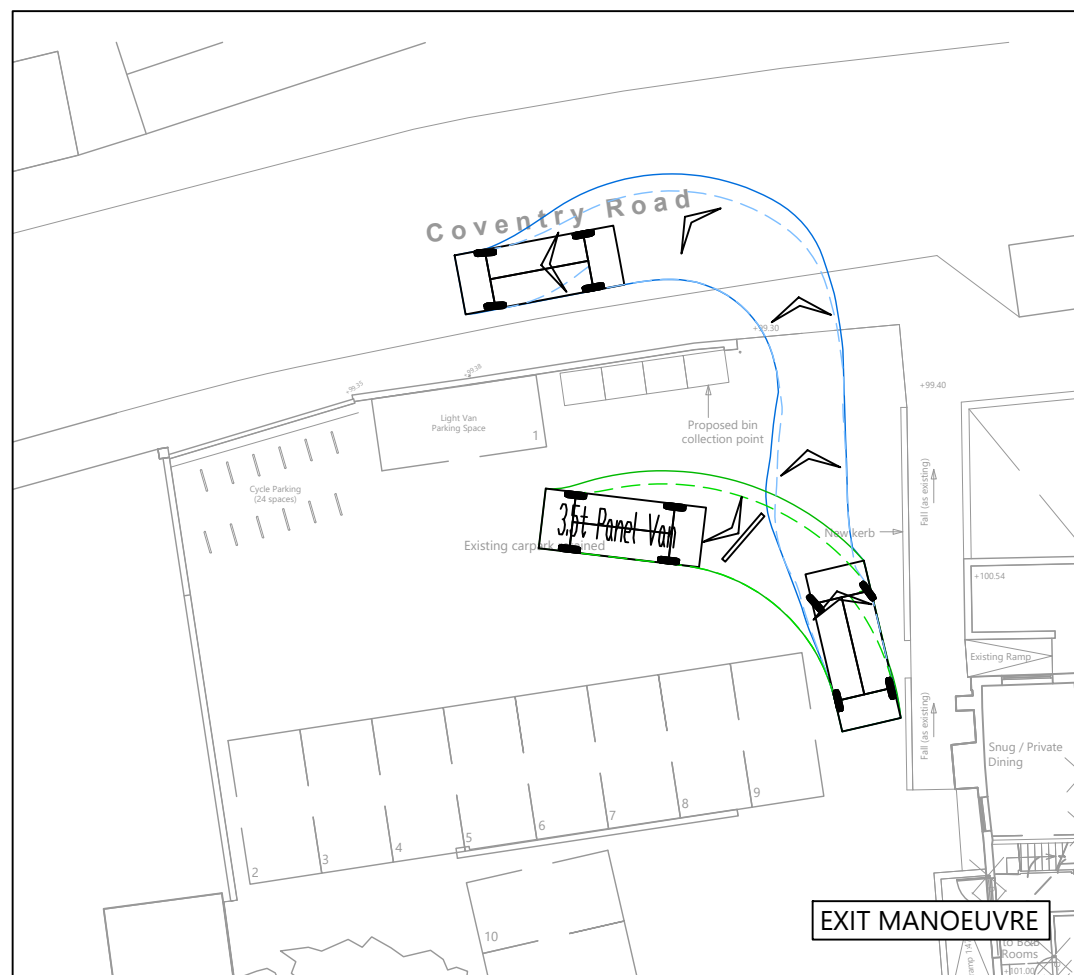 Coventry Road
+99.30
+99.38
+99.35
+99.40
Light Van
Parking Space
1
Proposed bin
collection point
Cycle Parking
(24 spaces)
Fall (as existing)
3.5t Panel Van
Existing carpark
New kerb
+100.54
Existing Ramp
Fall (as existing)
Snug / Private
Dining
9
8
7
6
5
4
3
2
10
EXIT MANOEUVRE
to B&B
Rooms
+101.00